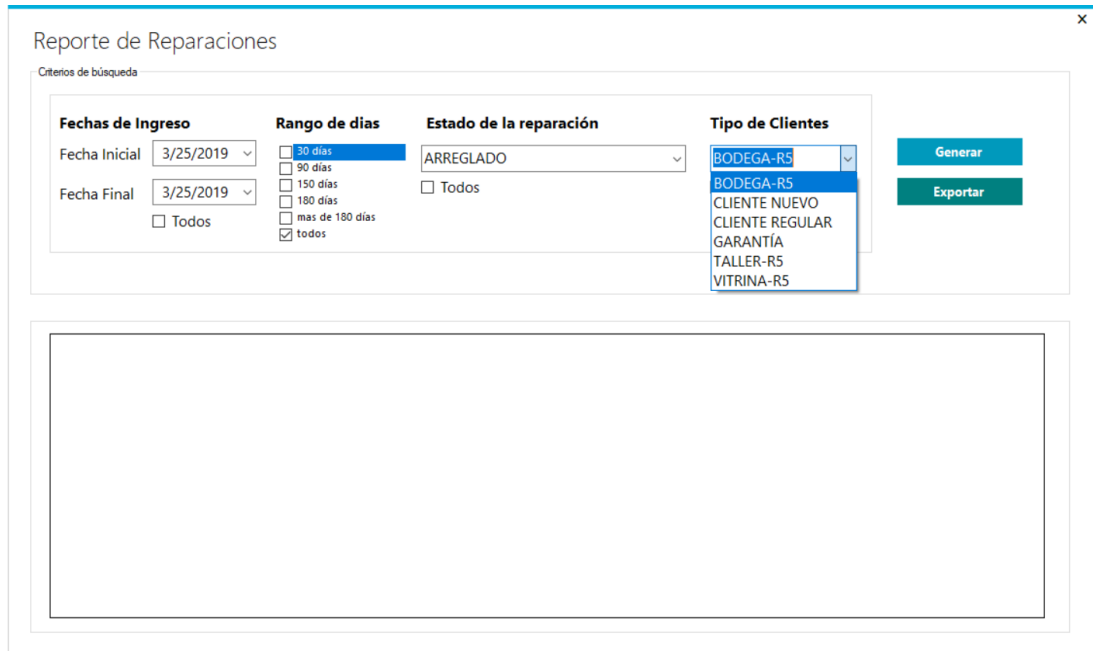 ×
Reporte de Reparaciones
Criterios de búsqueda
Fechas de Ingreso
Fecha Inicial 3/25/2019
Fecha Final 3/25/2019
Todos
Rango de dias
30 días
90 días
150 días
180 días
mas de 180 días
todos
Estado de la reparación
ARREGLADO
Todos
Tipo de Clientes
BODEGA-R5
BODEGA-R5
CLIENTE NUEVO
CLIENTE REGULAR
GARANTÍA
TALLER-R5
VITRINA-R5
Generar
Exportar